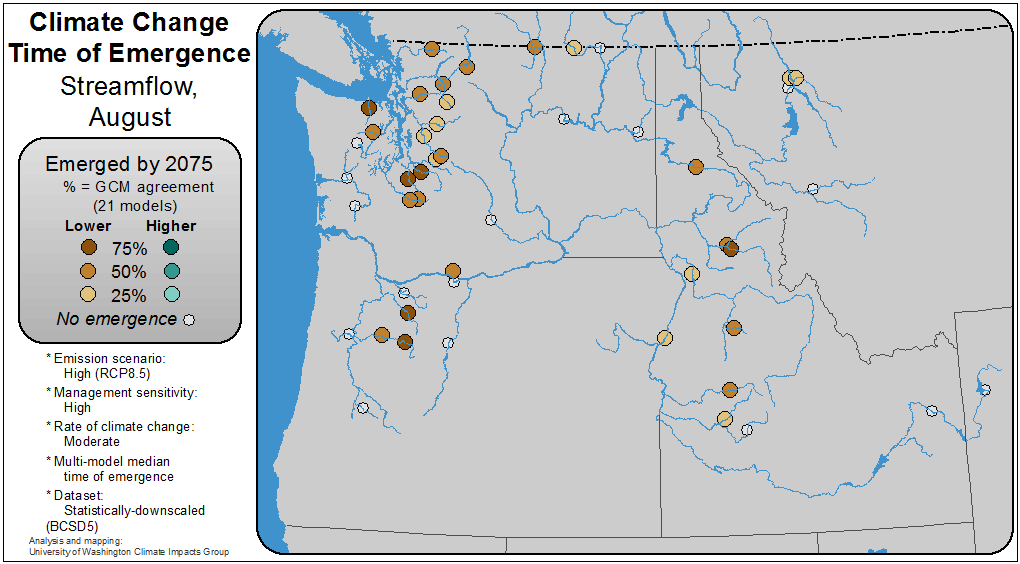 Climate Change
Time of Emergence
Streamflow,
August
Emerged by 2075
% = GCM agreement
(21 models)
Lower Higher
75%
50%
25%
No emergence
* Emission scenario:
High (RCP8.5)
* Management sensitivity:
High
* Rate of climate change:
Moderate
* Multi-model median
time of emergence
* Dataset:
Statistically-downscaled
(BCSD5)
Analysis and mapping:
University of Washington Climate Impacts Group